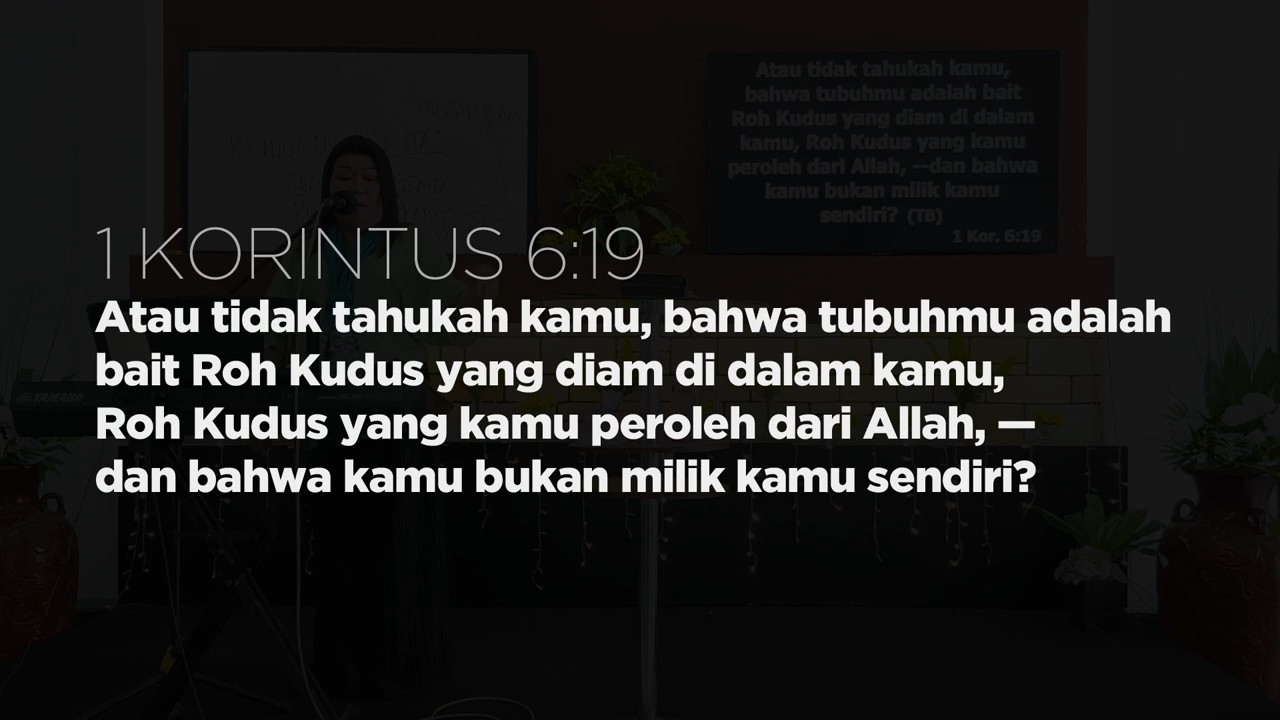 1 KORINTUS 6:19
Atau tidak tahukah kamu, bahwa tubuhmu adalah
bait Roh Kudus yang diam di dalam kamu,
Roh Kudus yang kamu peroleh dari Allah, —
dan bahwa kamu bukan milik kamu sendiri?
Atau tidak tahukah kamu,
bahwa tubuhmu adalah bait
Roh Kudus yang diam di dalam
kamu, Roh Kudus yang kamu
peroleh dari Allah, --dan bahwa
kamu bukan milik kamu
sendiri? (TB)
1 Kor. 6:19
YAMAHA